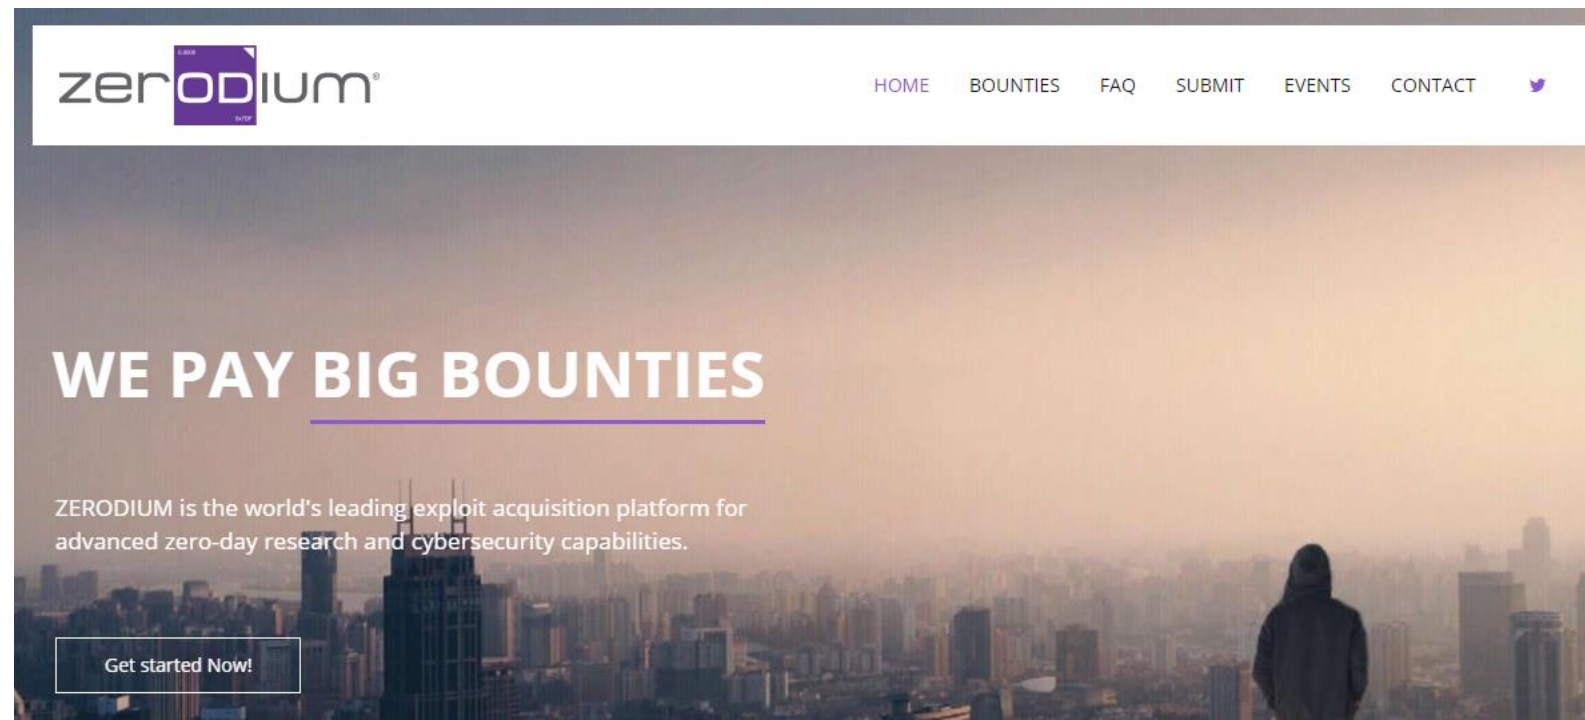 zerodium®
HOME BOUNTIES FAQ SUBMIT EVENTS CONTACT
WE PAY BIG BOUNTIES
ZERODIUM is the world's leading exploit acquisition platform for
advanced zero-day research and cybersecurity capabilities.
Get started Now!